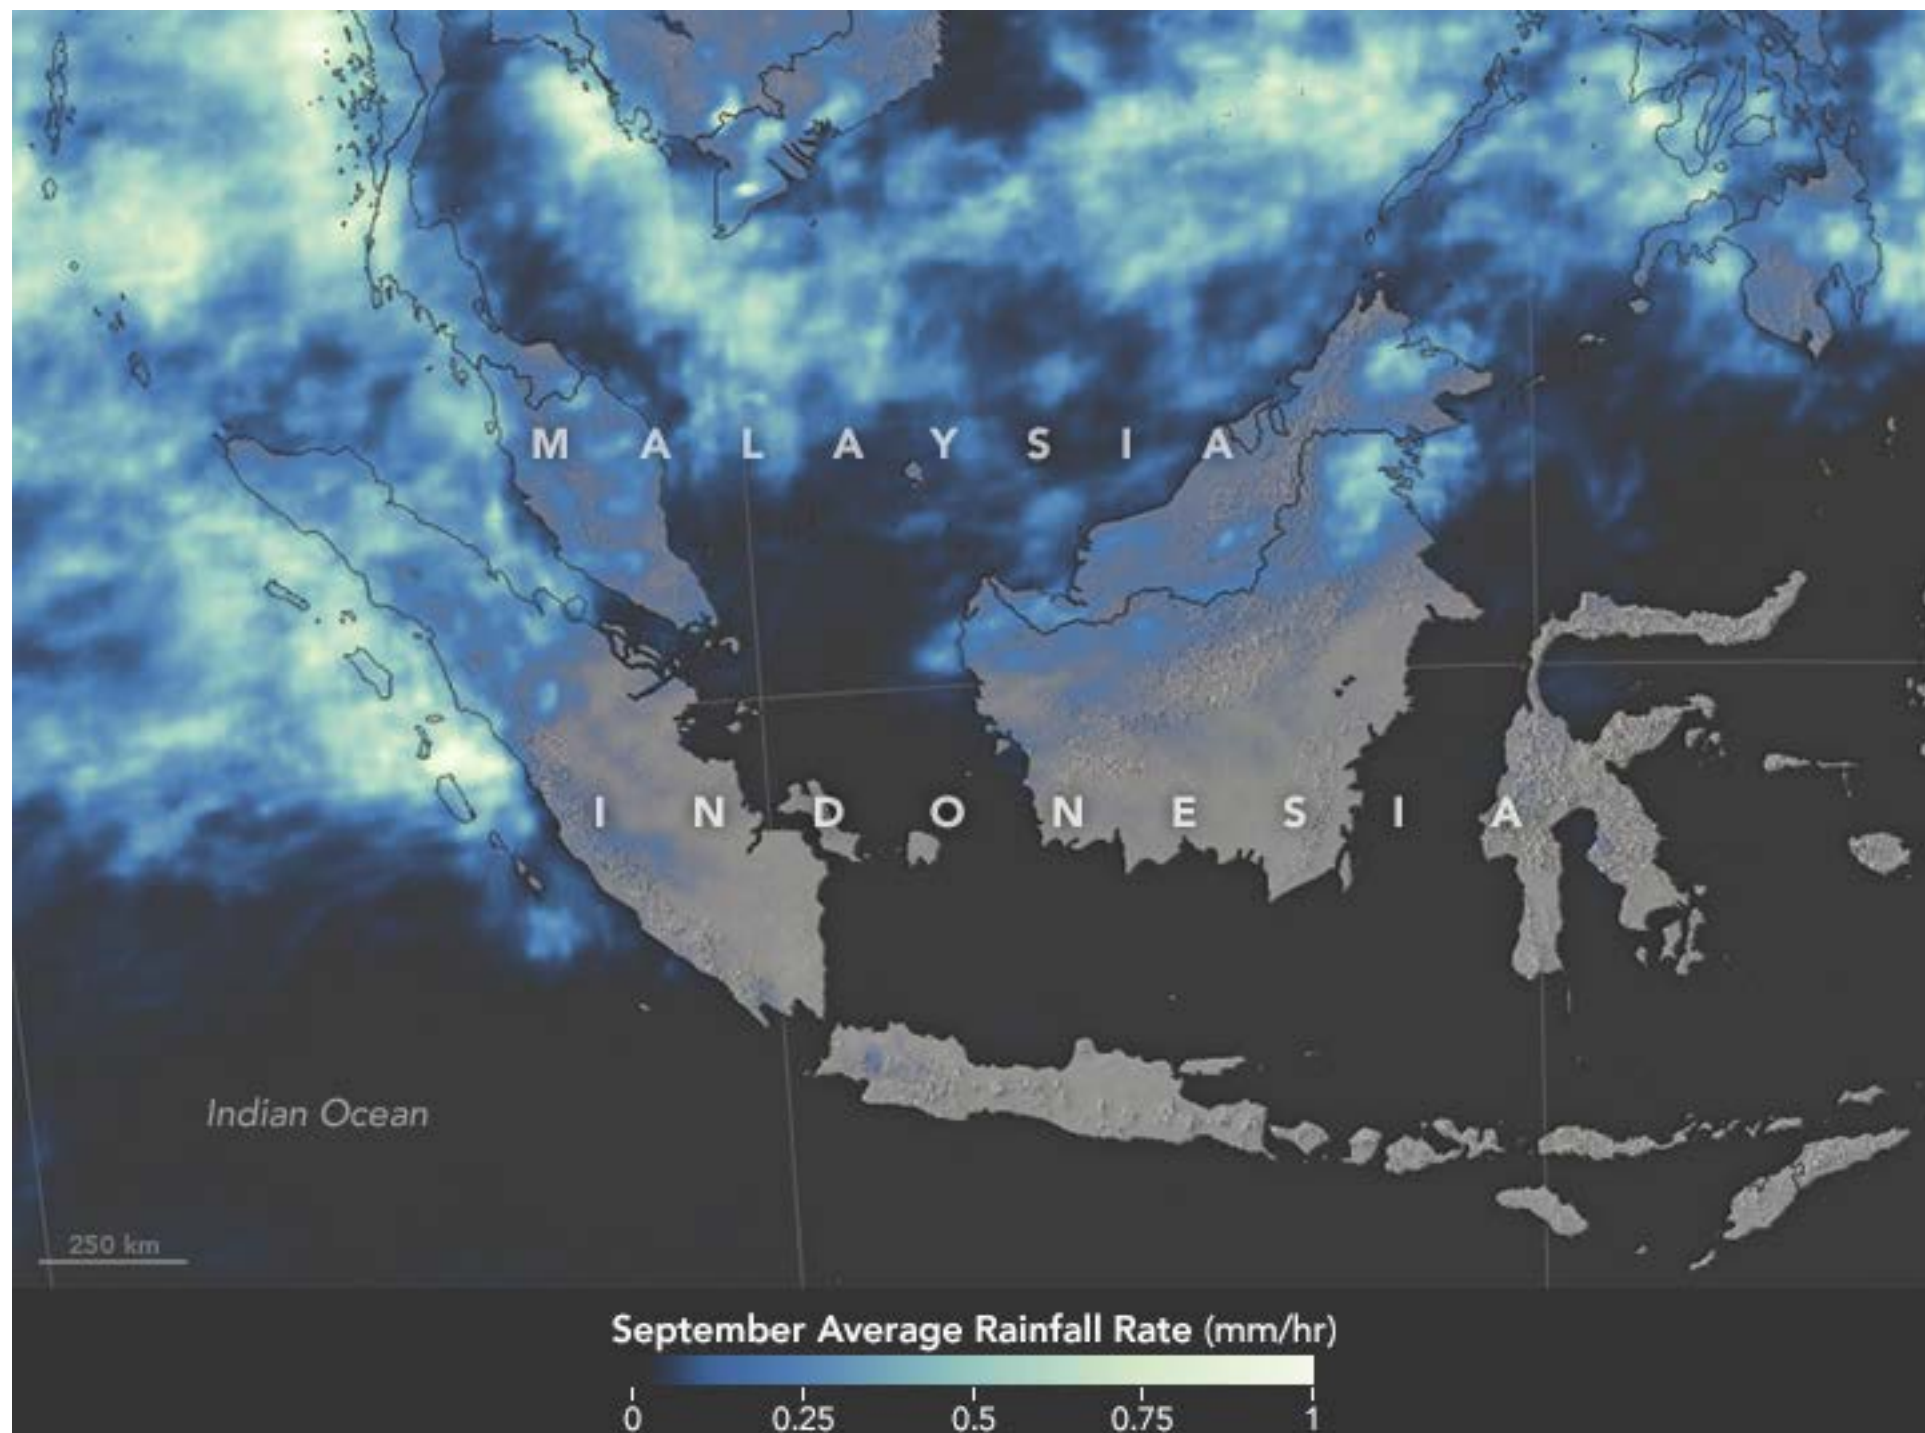 MALAYSIA
INDONESIA
Indian Ocean
250 km
September Average Rainfall Rate (mm/hr)
0 0.25 0.5 0.75 1